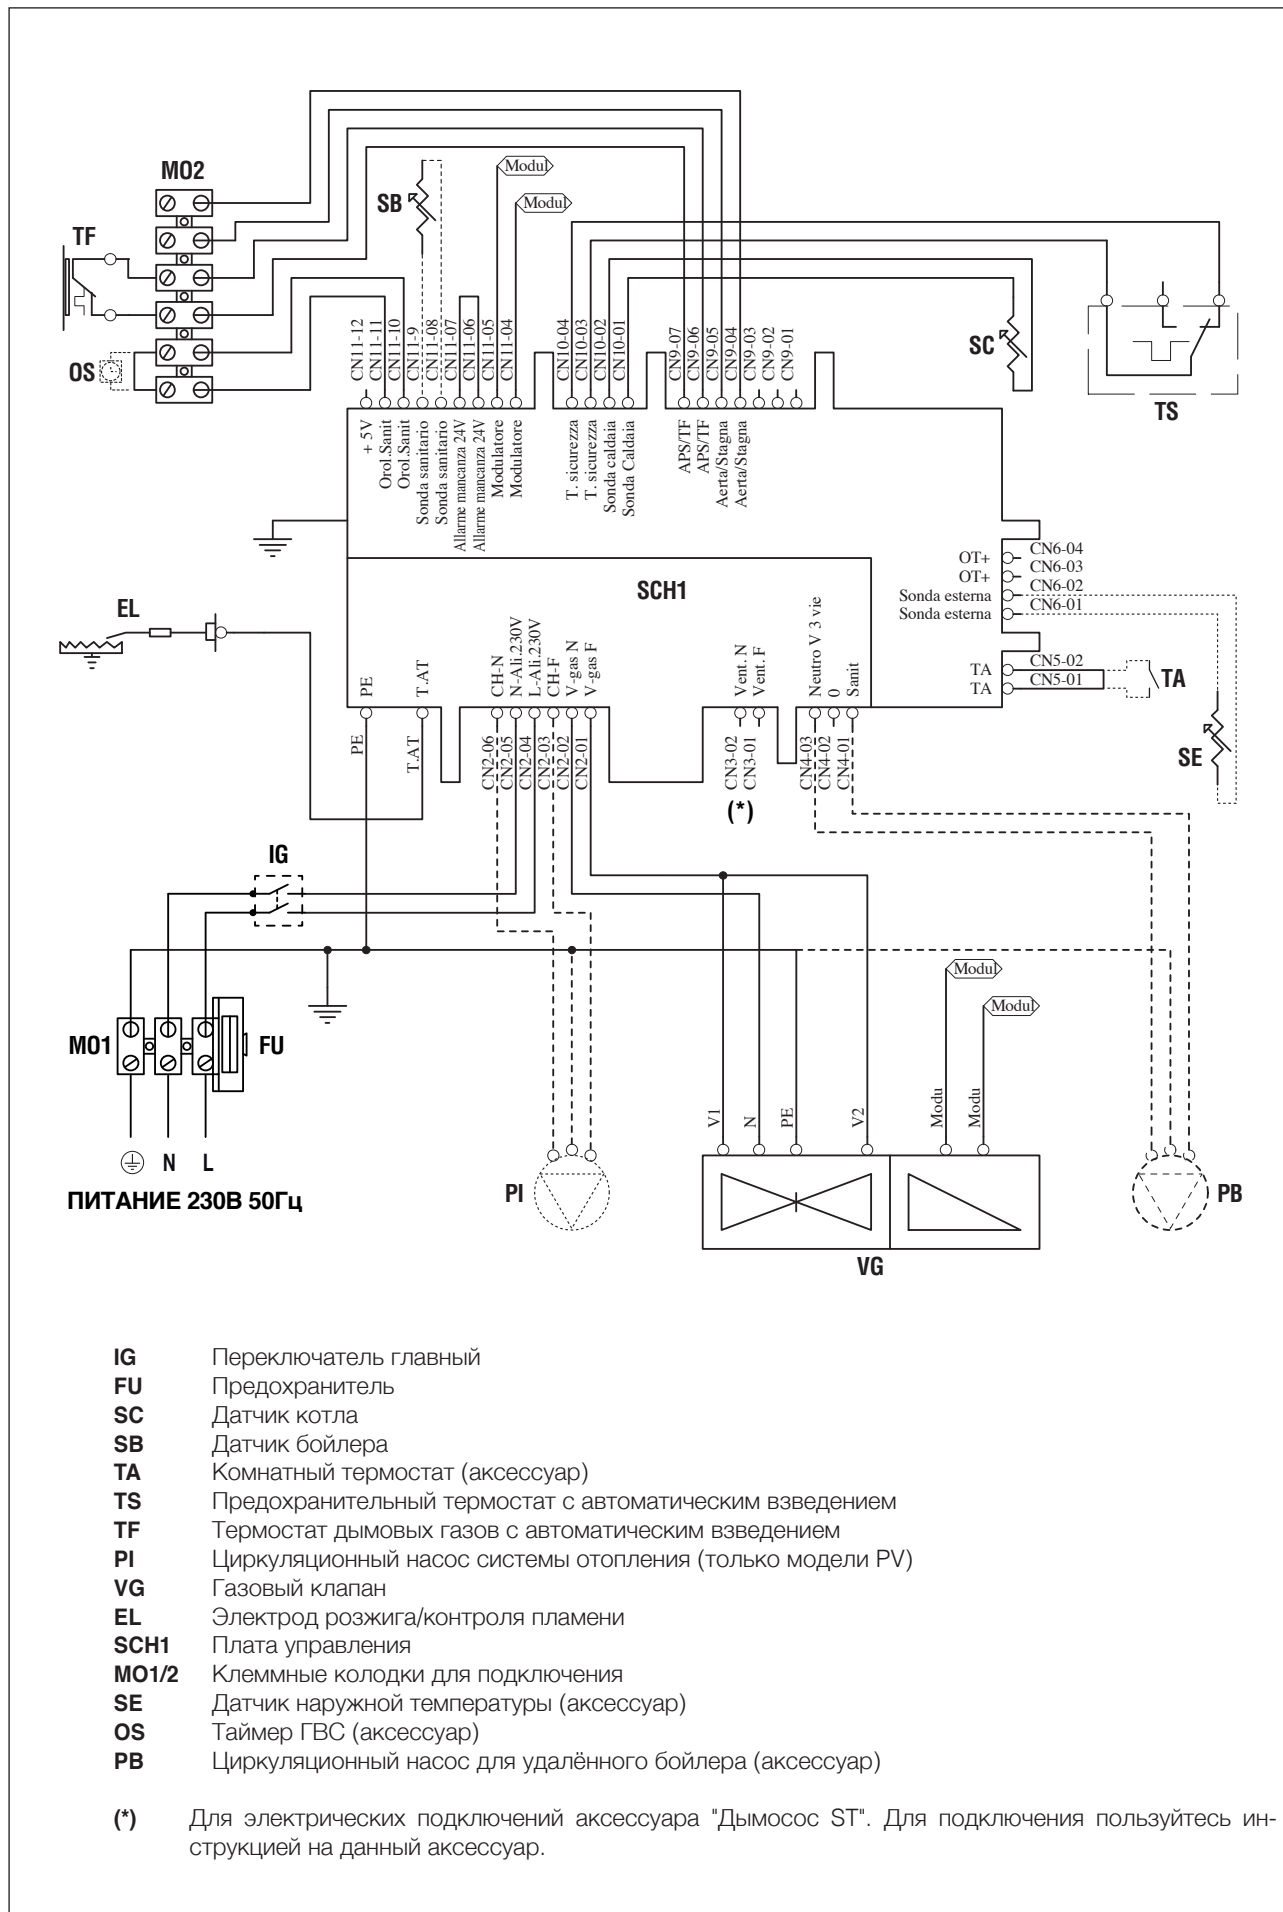 MO2
Modul
SB
Modul
TF
OS
SC
TS
CN11-12
CN11-11
CN11-10
CN11-9
CN11-08
CN11-07
CN11-06
CN11-05
CN11-04
CN10-04
CN10-03
CN10-02
CN10-01
CN9-07
CN9-06
CN9-05
CN9-04
CN9-03
CN9-02
CN9-01
+ 5V
Orol.Sanit
Orol.Sanit
Sonda sanitario
Sonda sanitario
Allarme mancanza 24V
Allarme mancanza 24V
Modulatore
Modulatore
T. sicurezza
T. sicurezza
Sonda caldaia
Sonda Caldaia
APS/TF
APS/TF
Aerta/Stagna
Aerta/Stagna
OT+ CN6-04
OT+ CN6-03
Sonda esterna CN6-02
Sonda esterna CN6-01
TA CN5-02
TA CN5-01
TA
SE
SCH1
EL
PE
T.AT
CH-N
N-Ali.230V
L-Ali.230V
CH-F
V-gas N
V-gas F
Vent. N
Vent. F
Neutro V 3 vie
0
Sanit
PE
T.AT
CN2-06
CN2-05
CN2-04
CN2-03
CN2-02
CN2-01
CN3-02
CN3-01
CN4-03
CN4-02
CN4-01
(*)
IG
Modul
Modul
MO1
FU
V1
N
PE
V2
Modu
Modu
N L
PI
PB
ПИТАНИЕ 230В 50Гц
VG
IG Переключатель главный
FU Предохранитель
SC Датчик котла
SB Датчик бойлера
TA Комнатный термостат (аксессуар)
TS Предохранительный термостат с автоматическим взведением
TF Термостат дымовых газов с автоматическим взведением
PI Циркуляционный насос системы отопления (только модели PV)
VG Газовый клапан
EL Электрод розжига/контроля пламени
SCH1 Плата управления
MO1/2 Клеммные колодки для подключения
SE Датчик наружной температуры (аксессуар)
OS Таймер ГВС (аксессуар)
PB Циркуляционный насос для удалённого бойлера (аксессуар)
(*) Для электрических подключений аксессуара "Дымосос ST". Для подключения пользуйтесь ин-
струкцией на данный аксессуар.